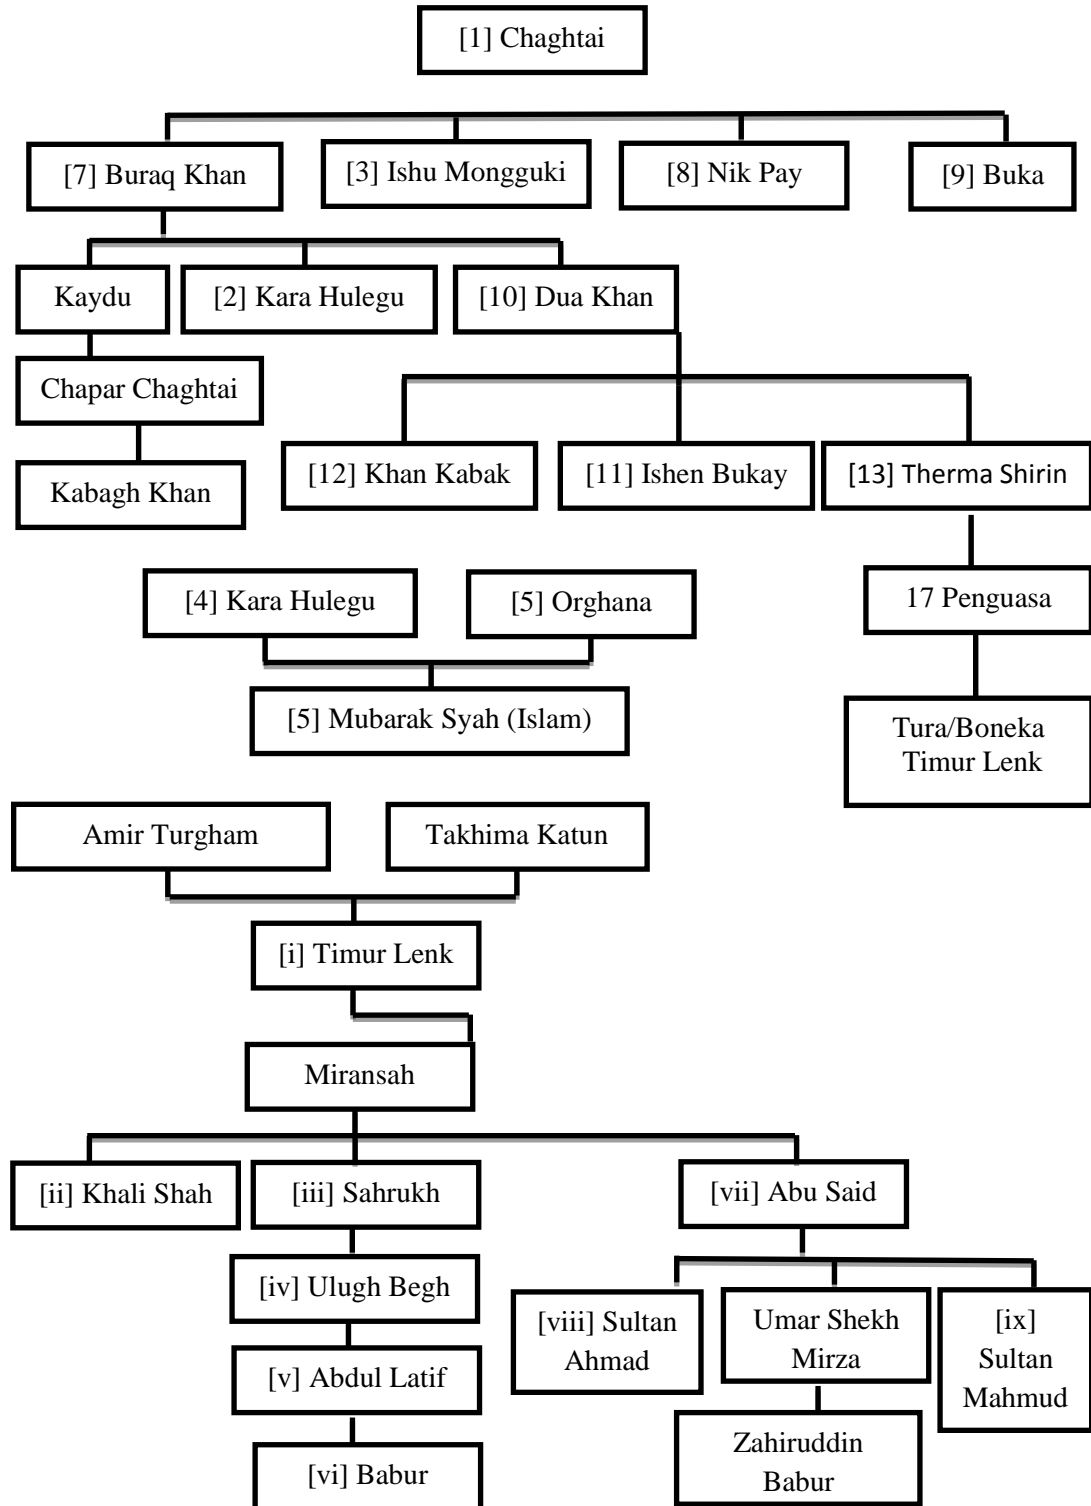 [1] Chaghtai
[7] Buraq Khan
[3] Ishu Mongguki
[8] Nik Pay
[9] Buka
Kaydu
[2] Kara Hulegu
[10] Dua Khan
Chapar Chaghtai
Kabagh Khan
[12] Khan Kabak
[11] Ishen Bukay
[13] Therma Shirin
[4] Kara Hulegu
[5] Orghana
17 Penguasa
[5] Mubarak Syah (Islam)
Tura/Boneka
Timur Lenk
Amir Turgham
Takhima Katun
[i] Timur Lenk
Miransah
[ii] Khali Shah
[iii] Sahrukh
[vii] Abu Said
[iv] Ulugh Begh
[viii] Sultan
Ahmad
Umar Shekh
Mirza
[ix]
Sultan
Mahmud
[v] Abdul Latif
[vi] Babur
Zahiruddin
Babur